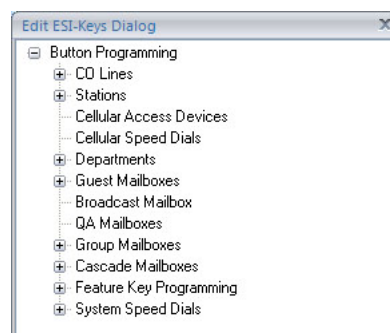 Edit ESI-Keys Dialog
Button Programming
CO Lines
Stations
Cellular Access Devices
Cellular Speed Dials
Departments
Guest Mailboxes
Broadcast Mailbox
QA Mailboxes
Group Mailboxes
Cascade Mailboxes
Feature Key Programming
System Speed Dials